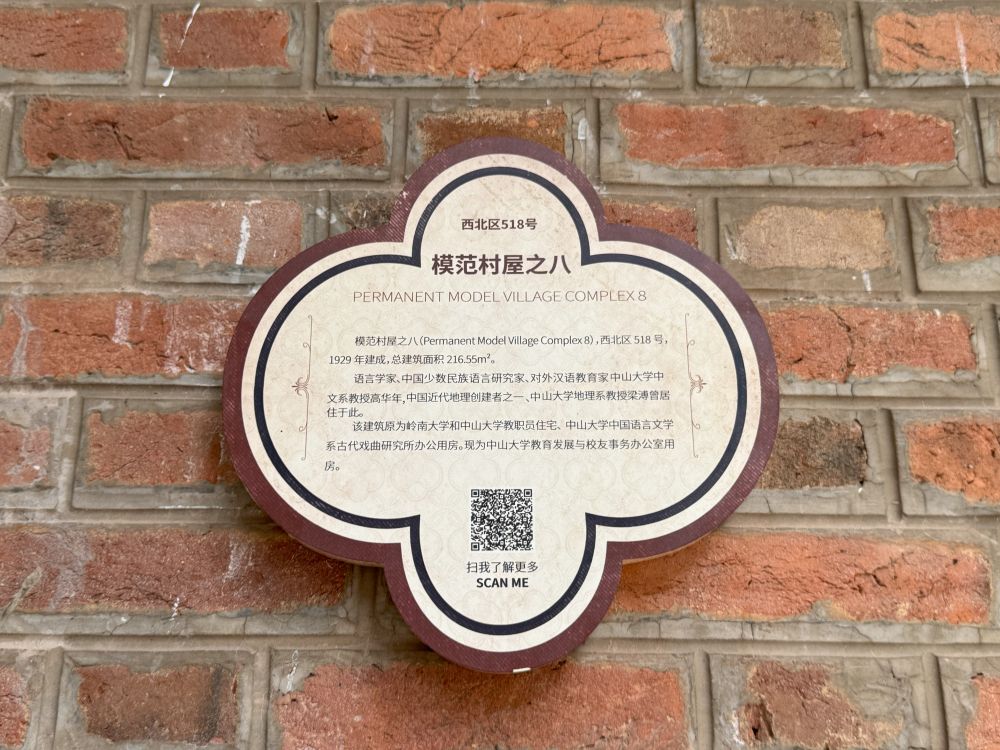 西北区518号
模范村屋之八
PERMANENT MODEL VILLAGE COMPLEX 8
模范村屋之八（Permanent Model Village Complex 8），西北区 518 号，
1929 年建成，总建筑面积 216.55m²。
语言学家、中国少数民族语言研究家、对外汉语教育家 中山大学中
文系教授高华年,中国近代地理创建者之一、中山大学地理系教授梁溥曾居
住于此。
该建筑原为岭南大学和中山大学教职员住宅、中山大学中国语言文学
系古代戏曲研究所办公用房。现为中山大学教育发展与校友事务办公室用
房。
扫我了解更多
SCAN ME